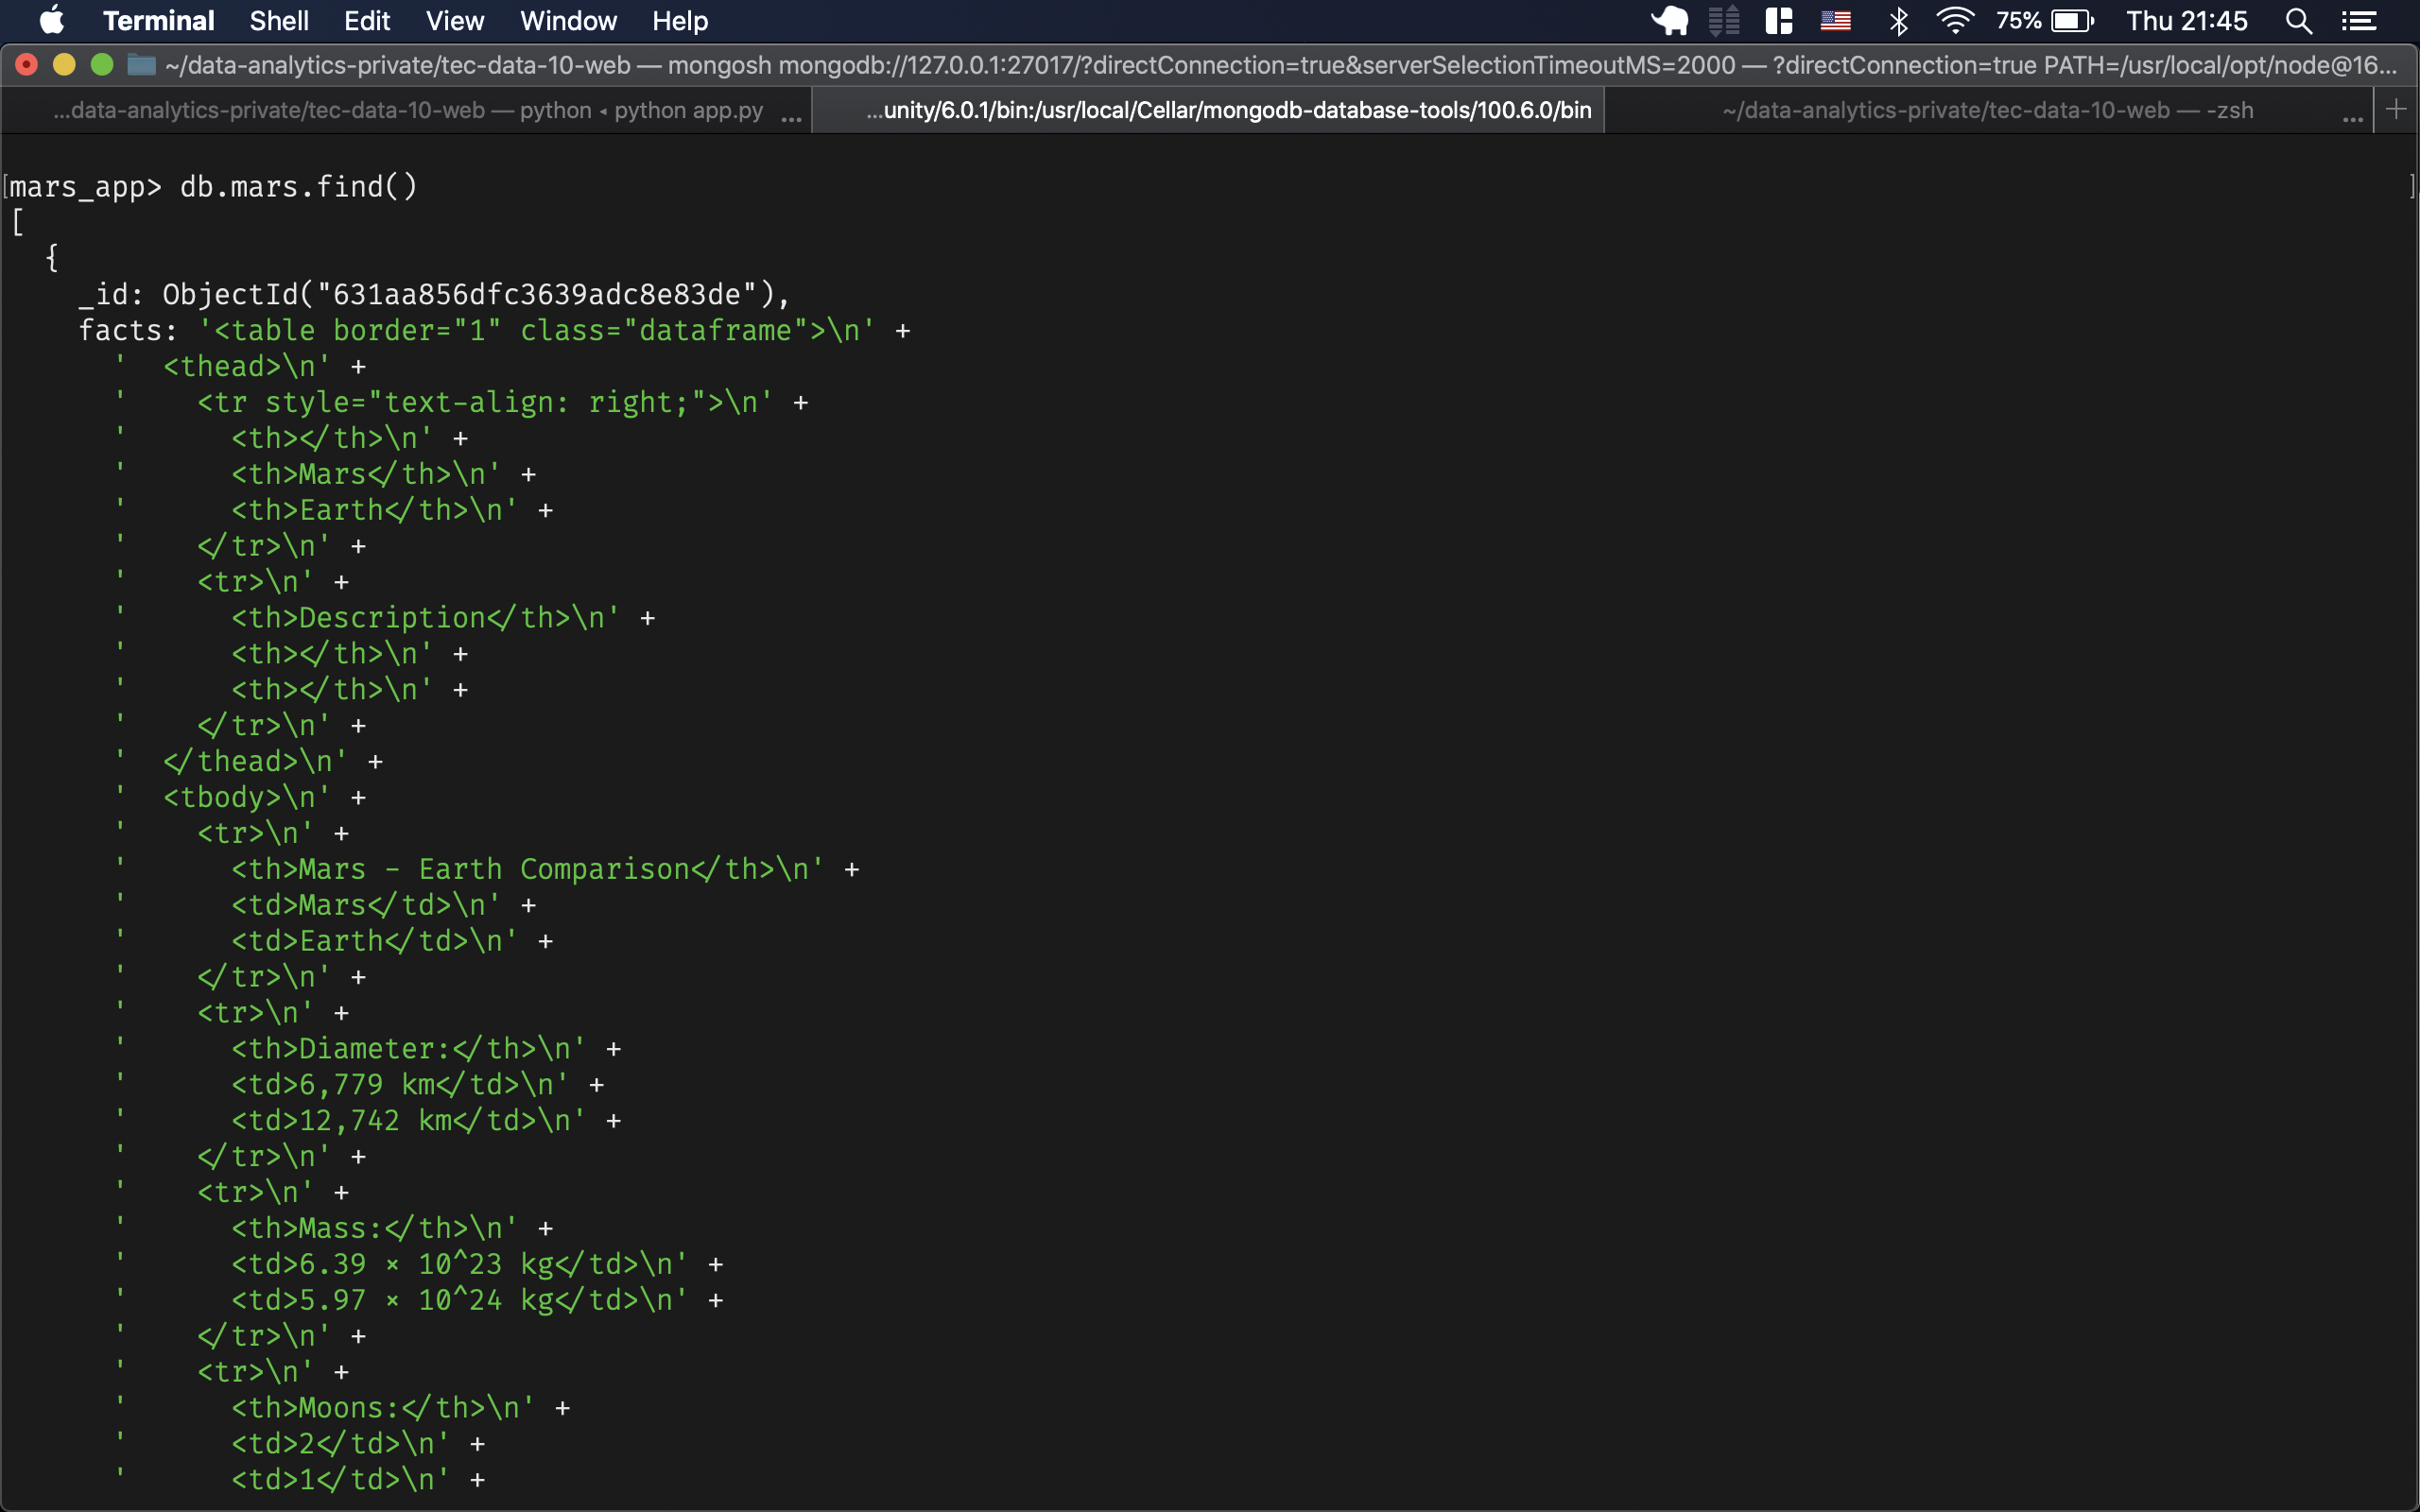 Terminal Shell Edit View Window Help 75% Thu 21:45
~/data-analytics-private/tec-data-10-web — mongosh mongodb://127.0.0.1:27017/?directConnection=true&serverSelectionTimeoutMS=2000 — ?directConnection=true PATH=/usr/local/opt/node@16...
...data-analytics-private/tec-data-10-web — python ◂ python app.py ... ...unity/6.0.1/bin:/usr/local/Cellar/mongodb-database-tools/100.6.0/bin ~/data-analytics-private/tec-data-10-web — -zsh ... +
[mars_app> db.mars.find() ]
[
  {
    _id: ObjectId("631aa856dfc3639adc8e83de"),
    facts: '<table border="1" class="dataframe">\n' +
      '  <thead>\n' +
      '    <tr style="text-align: right;">\n' +
      '      <th></th>\n' +
      '      <th>Mars</th>\n' +
      '      <th>Earth</th>\n' +
      '    </tr>\n' +
      '    <tr>\n' +
      '      <th>Description</th>\n' +
      '      <th></th>\n' +
      '      <th></th>\n' +
      '    </tr>\n' +
      '  </thead>\n' +
      '  <tbody>\n' +
      '    <tr>\n' +
      '      <th>Mars - Earth Comparison</th>\n' +
      '      <td>Mars</td>\n' +
      '      <td>Earth</td>\n' +
      '    </tr>\n' +
      '    <tr>\n' +
      '      <th>Diameter:</th>\n' +
      '      <td>6,779 km</td>\n' +
      '      <td>12,742 km</td>\n' +
      '    </tr>\n' +
      '    <tr>\n' +
      '      <th>Mass:</th>\n' +
      '      <td>6.39 × 10^23 kg</td>\n' +
      '      <td>5.97 × 10^24 kg</td>\n' +
      '    </tr>\n' +
      '    <tr>\n' +
      '      <th>Moons:</th>\n' +
      '      <td>2</td>\n' +
      '      <td>1</td>\n' +